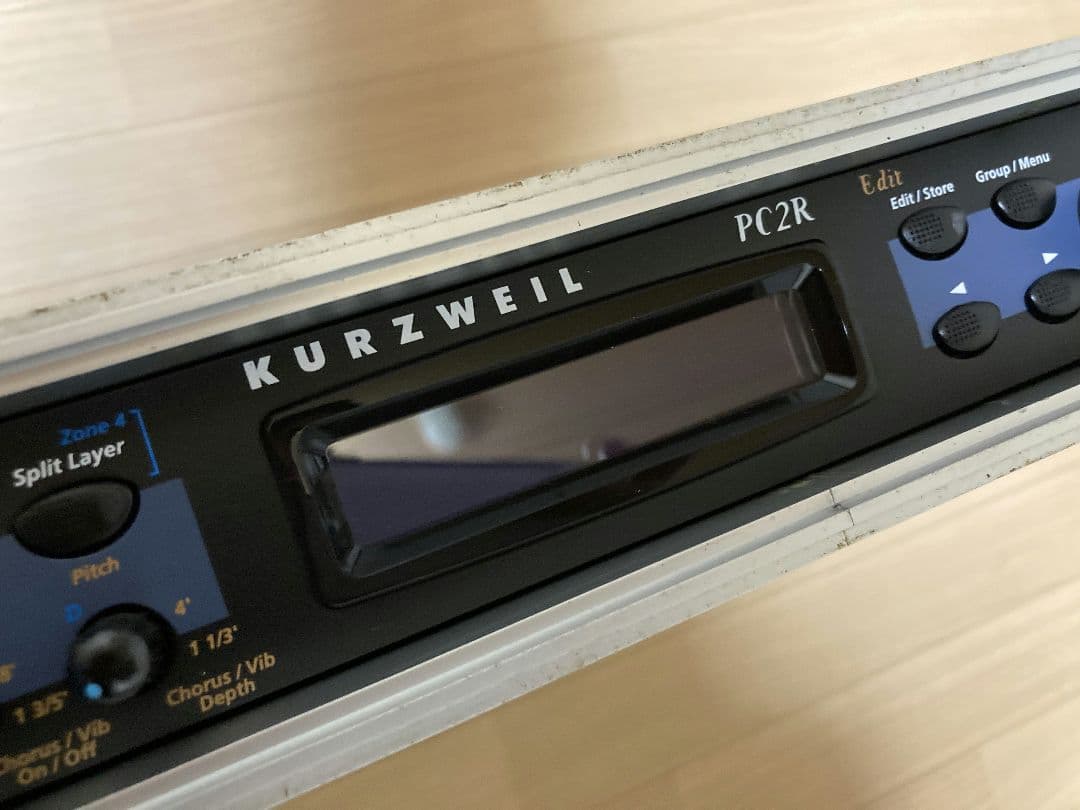 KURZWEIL
PC2R
Edit
Edit / Store
Group / Menu
Zone 4
Split Layer
Pitch
D
4'
1 1/3'
1 3/5'
Chorus / Vib
Depth
Chorus / Vib
On / Off